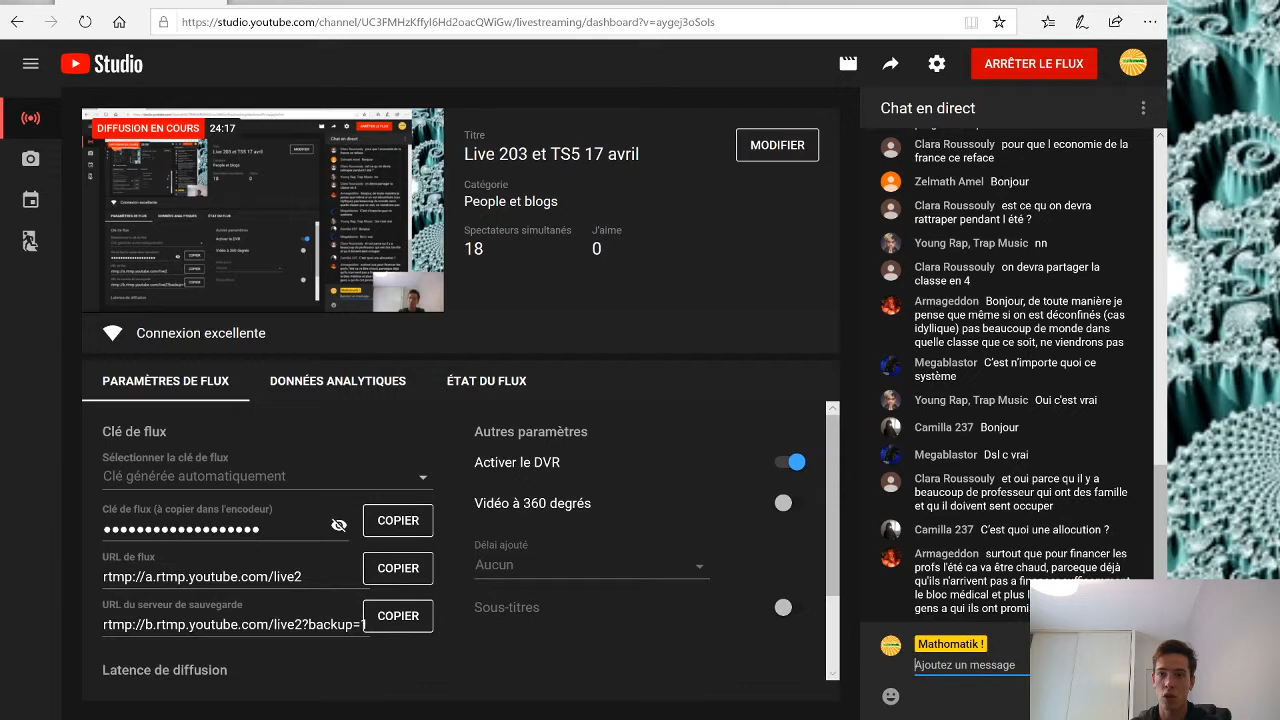 https://studio.youtube.com/channel/UC3FMHzKffyI6Hd2oacQWiGw/livestreaming/dashboard?v=aygej3oSoIs
Studio
ARRÊTER LE FLUX
DIFFUSION EN COURS 24:17
Titre
Live 203 et TS5 17 avril
MODIFIER
Catégorie
People et blogs
Spectateurs simultanés
J'aime
18
0
Connexion excellente
PARAMÈTRES DE FLUX
DONNÉES ANALYTIQUES
ÉTAT DU FLUX
Clé de flux
Sélectionner la clé de flux
Clé générée automatiquement
Clé de flux (à copier dans l'encodeur)
••••••••••••••••••
COPIER
URL de flux
rtmp://a.rtmp.youtube.com/live2
COPIER
URL du serveur de sauvegarde
rtmp://b.rtmp.youtube.com/live2?backup=1
COPIER
Latence de diffusion
Autres paramètres
Activer le DVR
Vidéo à 360 degrés
Délai ajouté
Aucun
Sous-titres
Chat en direct
Clara Roussouly pour que l'économie de la
france ce reface
Zelmath Amel Bonjour
Clara Roussouly est ce qu on devra
rattraper pendant l été ?
Young Rap, Trap Music m
Clara Roussouly on devra partager la
classe en 4
Armageddon Bonjour, de toute manière je
pense que même si on est déconfinés (cas
idyllique) pas beaucoup de monde dans
quelle classe que ce soit, ne viendrons pas
Megablastor C'est n'importe quoi ce
système
Young Rap, Trap Music Oui c'est vrai
Camilla 237 Bonjour
Megablastor Dsl c vrai
Clara Roussouly et oui parce qu il y a
beaucoup de professeur qui ont des famille
et qu il doivent sent occuper
Camilla 237 C'est quoi une allocution ?
Armageddon surtout que pour financer les
profs l'été ca va être chaud, parceque déjà
qu'ils n'arrivent pas a
le bloc médical et plus l
gens a qui ils ont promi
Mathomatik !
Ajoutez un message